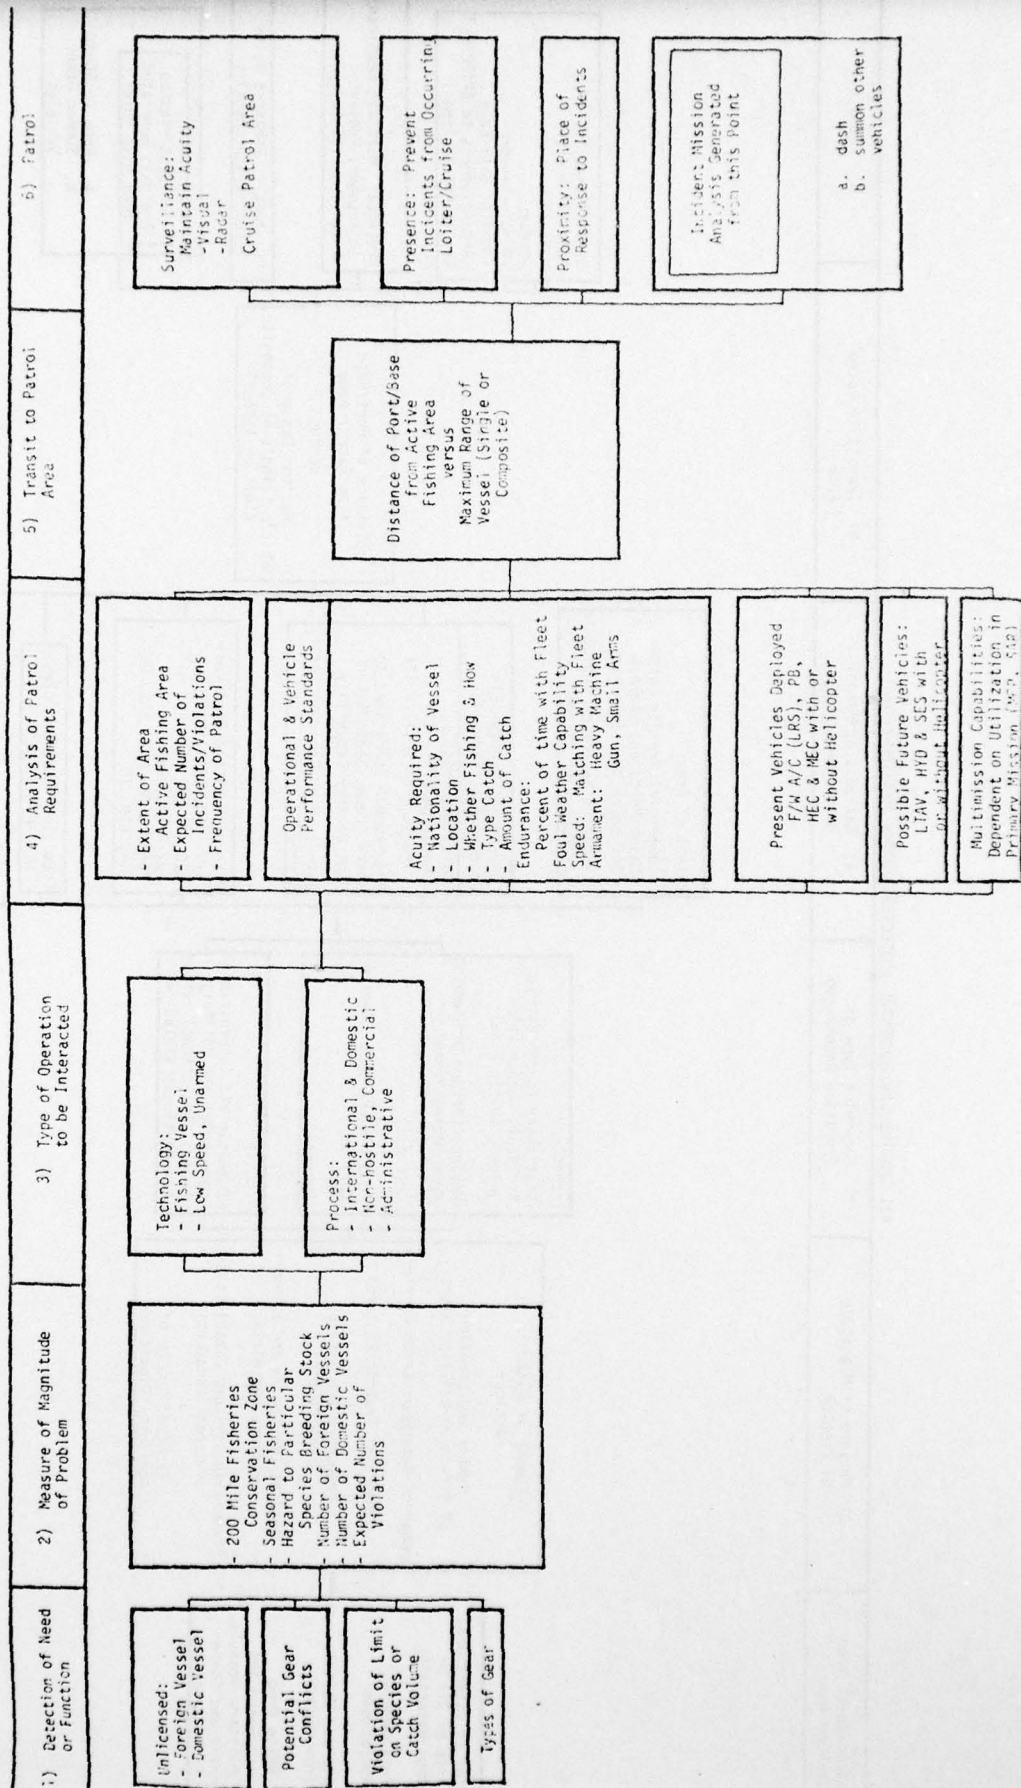 1) Detection of Need
or Function
2) Measure of Magnitude
of Problem
3) Type of Operation
to be Interacted
4) Analysis of Patrol
Requirements
5) Transit to Patrol
Area
6) Patrol
Unlicensed:
- Foreign Vessel
- Domestic Vessel
Potential Gear
Conflicts
Violation of Limit
on Species or
Catch Volume
Types of Gear
- 200 Mile Fisheries
Conservation Zone
- Seasonal Fisheries
- Hazard to Particular
Species Breeding Stock
- Number of Foreign Vessels
- Number of Domestic Vessels
- Expected Number of
Violations
Technology:
- Fishing Vessel
- Low Speed, Unarmed
Process:
- International & Domestic
- Non-hostile, Commercial
- Administrative
- Extent of Area
Active Fishing Area
- Expected Number of
Incidents/Violations
- Frequency of Patrol
Operational & Vehicle
Performance Standards
Acuity Required:
- Nationality of Vessel
- Location
- Whether Fishing & How
- Type Catch
- Amount of Catch
Endurance:
Percent of time with Fleet
Foul Weather Capability
Speed: Matching with Fleet
Armament: Heavy Machine
Gun, Small Arms
Present Vehicles Deployed
F/W A/C (LRS), PB,
HEC & MEC with or
without Helicopter
Possible Future Vehicles:
LTAV, HYD & SES with
or without Helicopter
Multimission Capabilities:
Dependent on Utilization in
Primary Mission (MEP, SAR)
Distance of Port/Base
from Active
Fishing Area
versus
Maximum Range of
Vessel (Single or
Composite)
Surveillance:
Maintain Acuity
-Visual
-Radar
Cruise Patrol Area
Presence: Prevent
Incidents from Occurring
Loiter/Cruise
Proximity: Place of
Response to Incidents
Incident Mission
Analysis Generated
from this Point
a. dash
b. summon other
vehicles